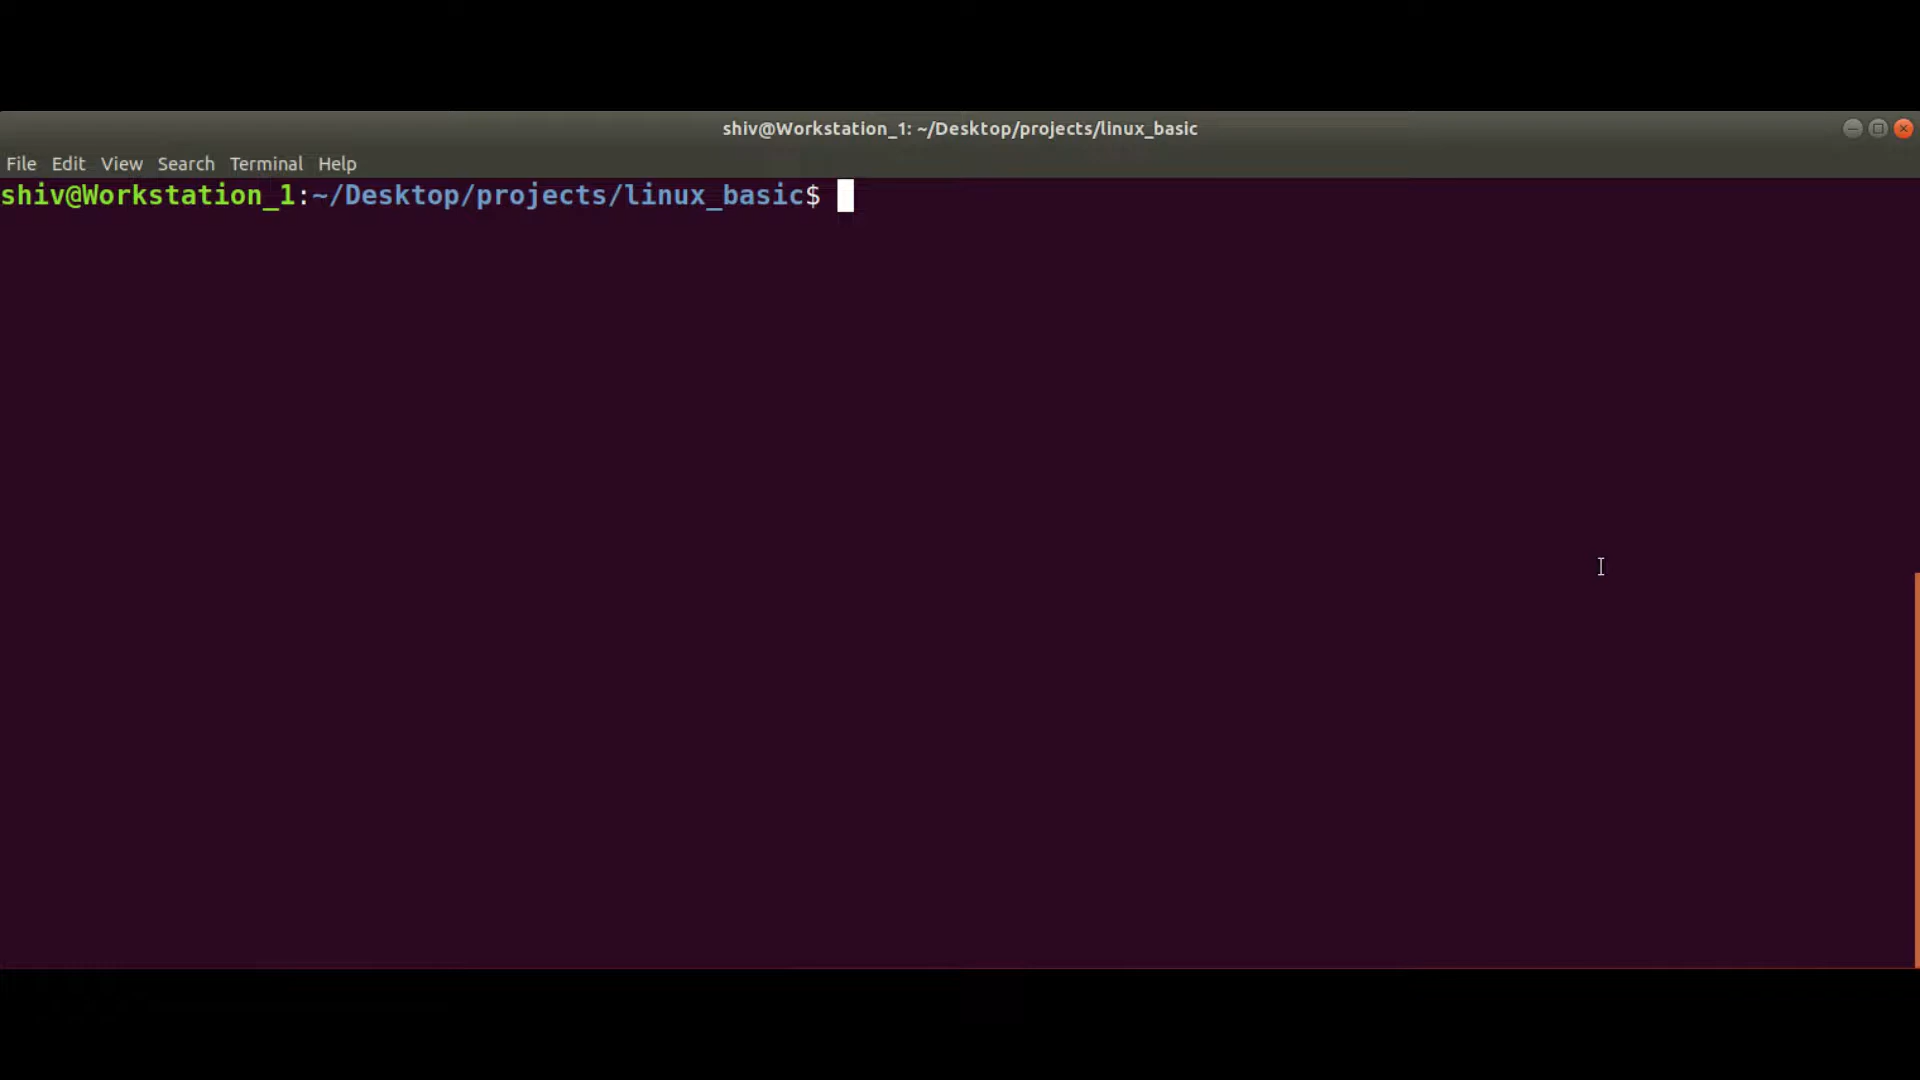 shiv@Workstation_1: ~/Desktop/projects/linux_basic
File Edit View Search Terminal Help
shiv@Workstation_1:~/Desktop/projects/linux_basic$